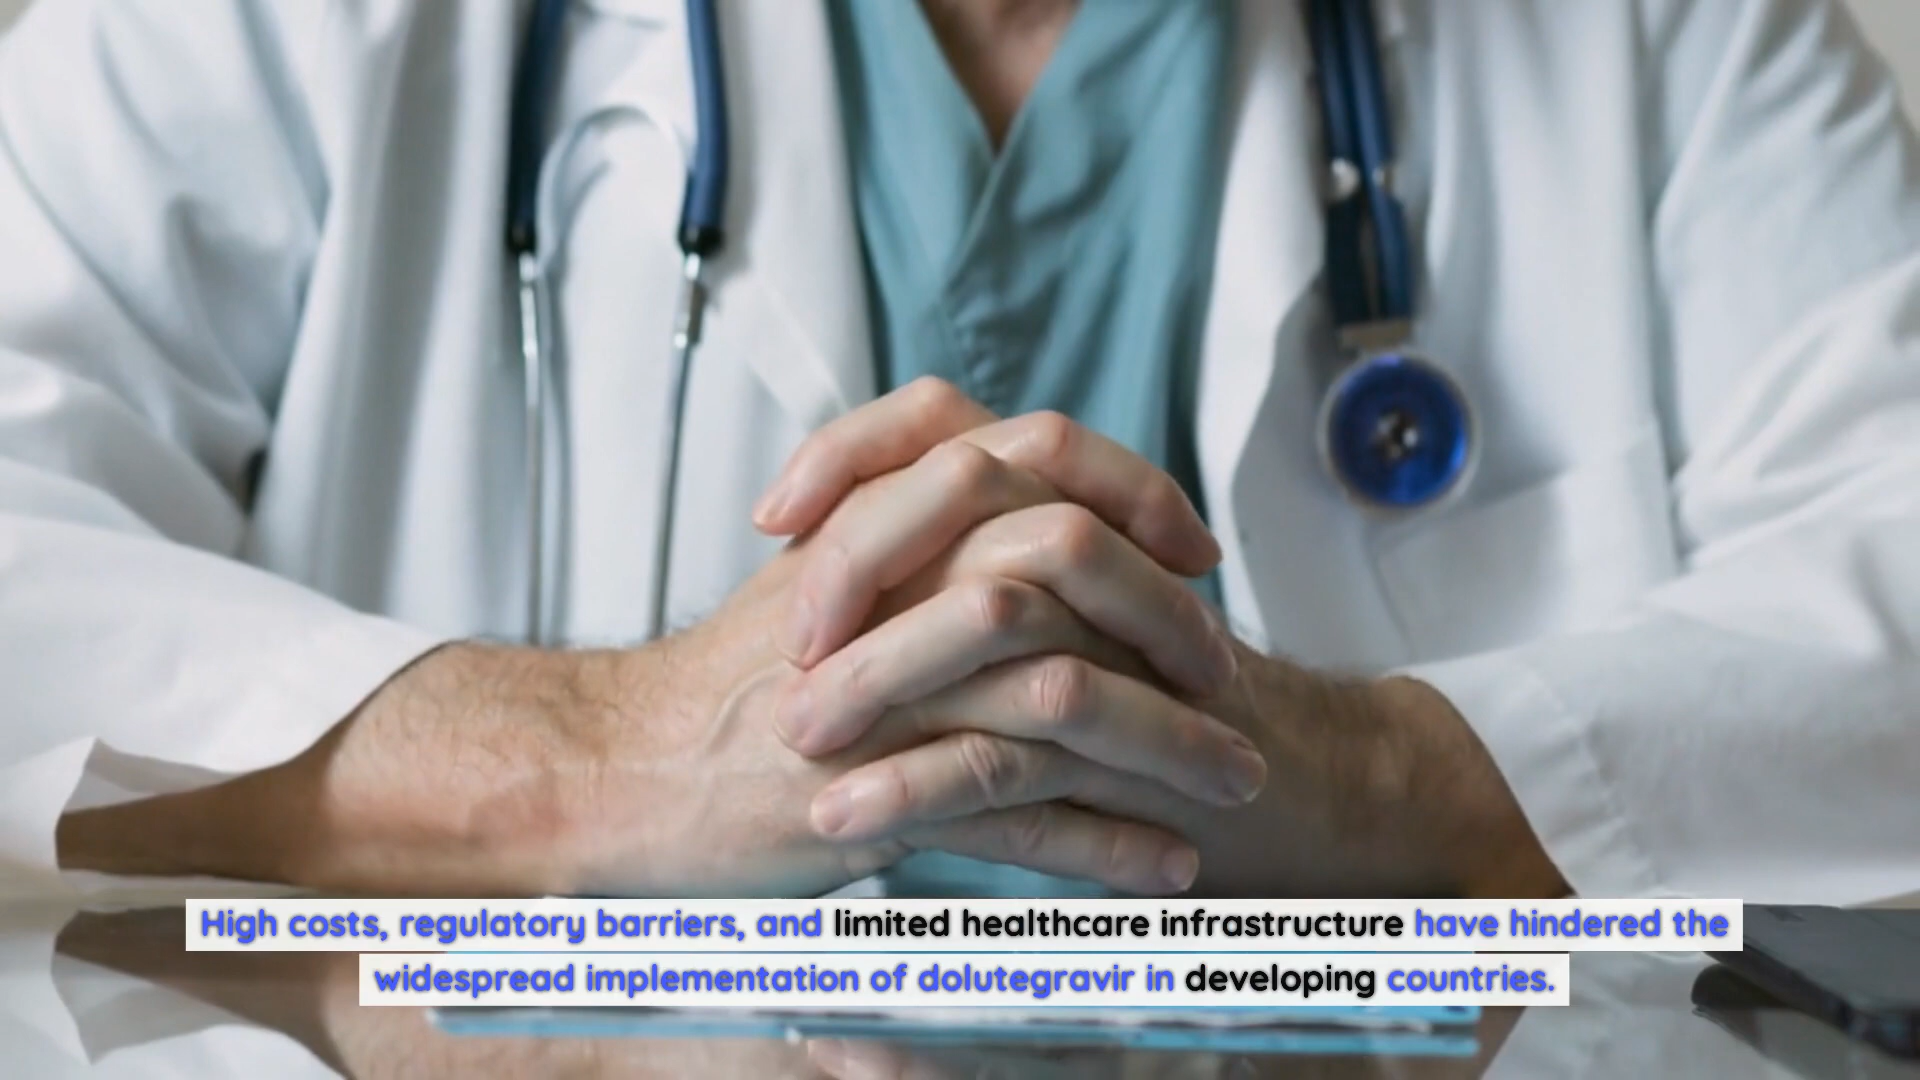 High costs, regulatory barriers, and limited healthcare infrastructure have hindered the
widespread implementation of dolutegravir in developing countries.